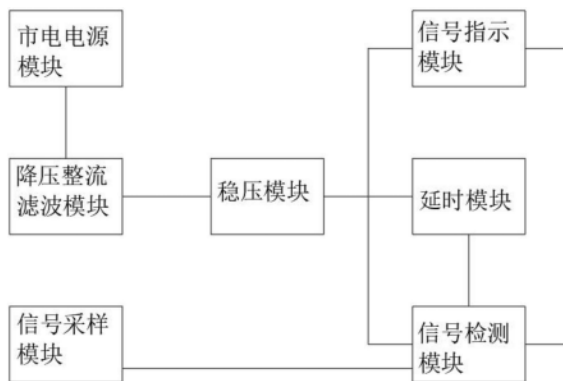 市电电源
模块
信号指示
模块
降压整流
滤波模块
稳压模块
延时模块
信号采样
模块
信号检测
模块